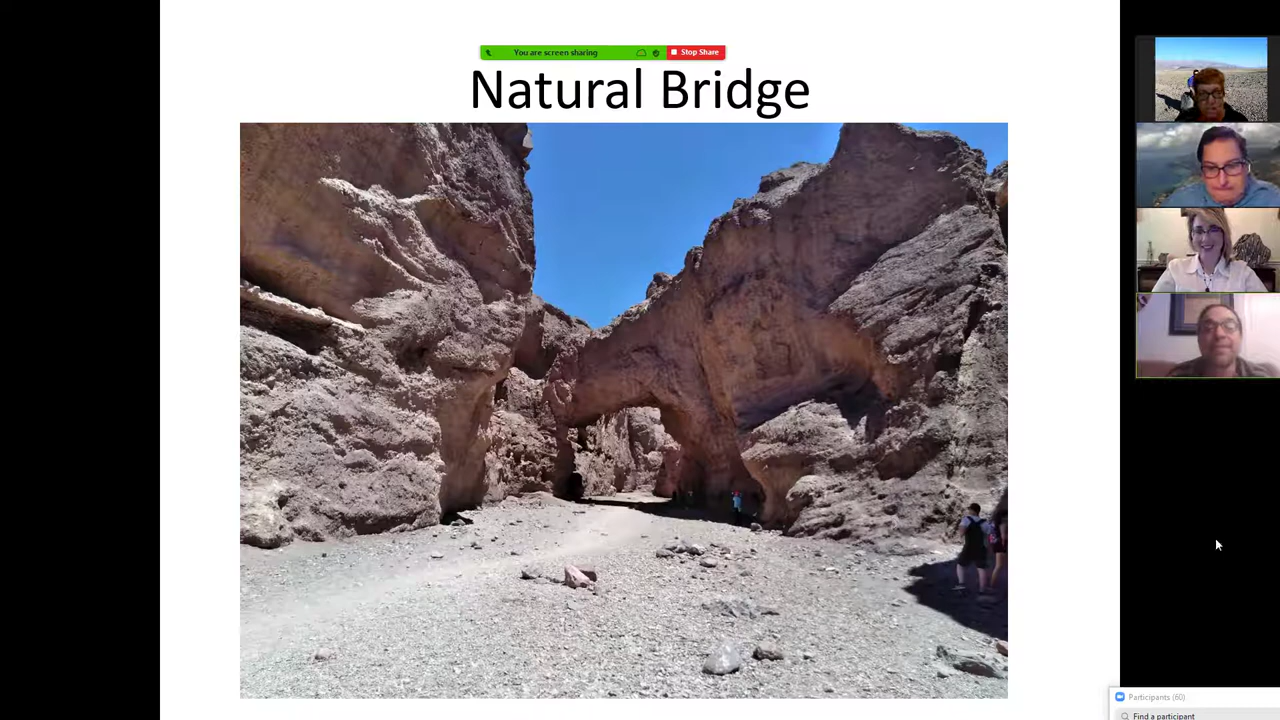 You are screen sharing
Stop Share
Natural Bridge
Participants (60)
Find a participant